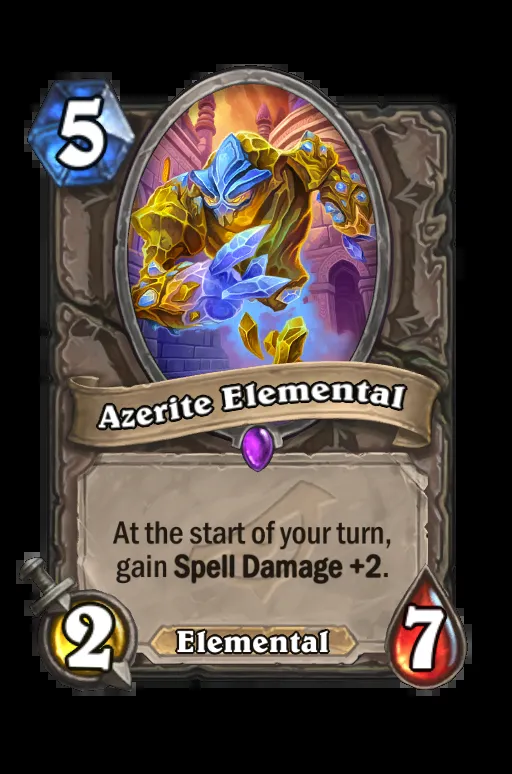 5
Azerite Elemental
At the start of your turn,
gain Spell Damage +2.
2
Elemental
7